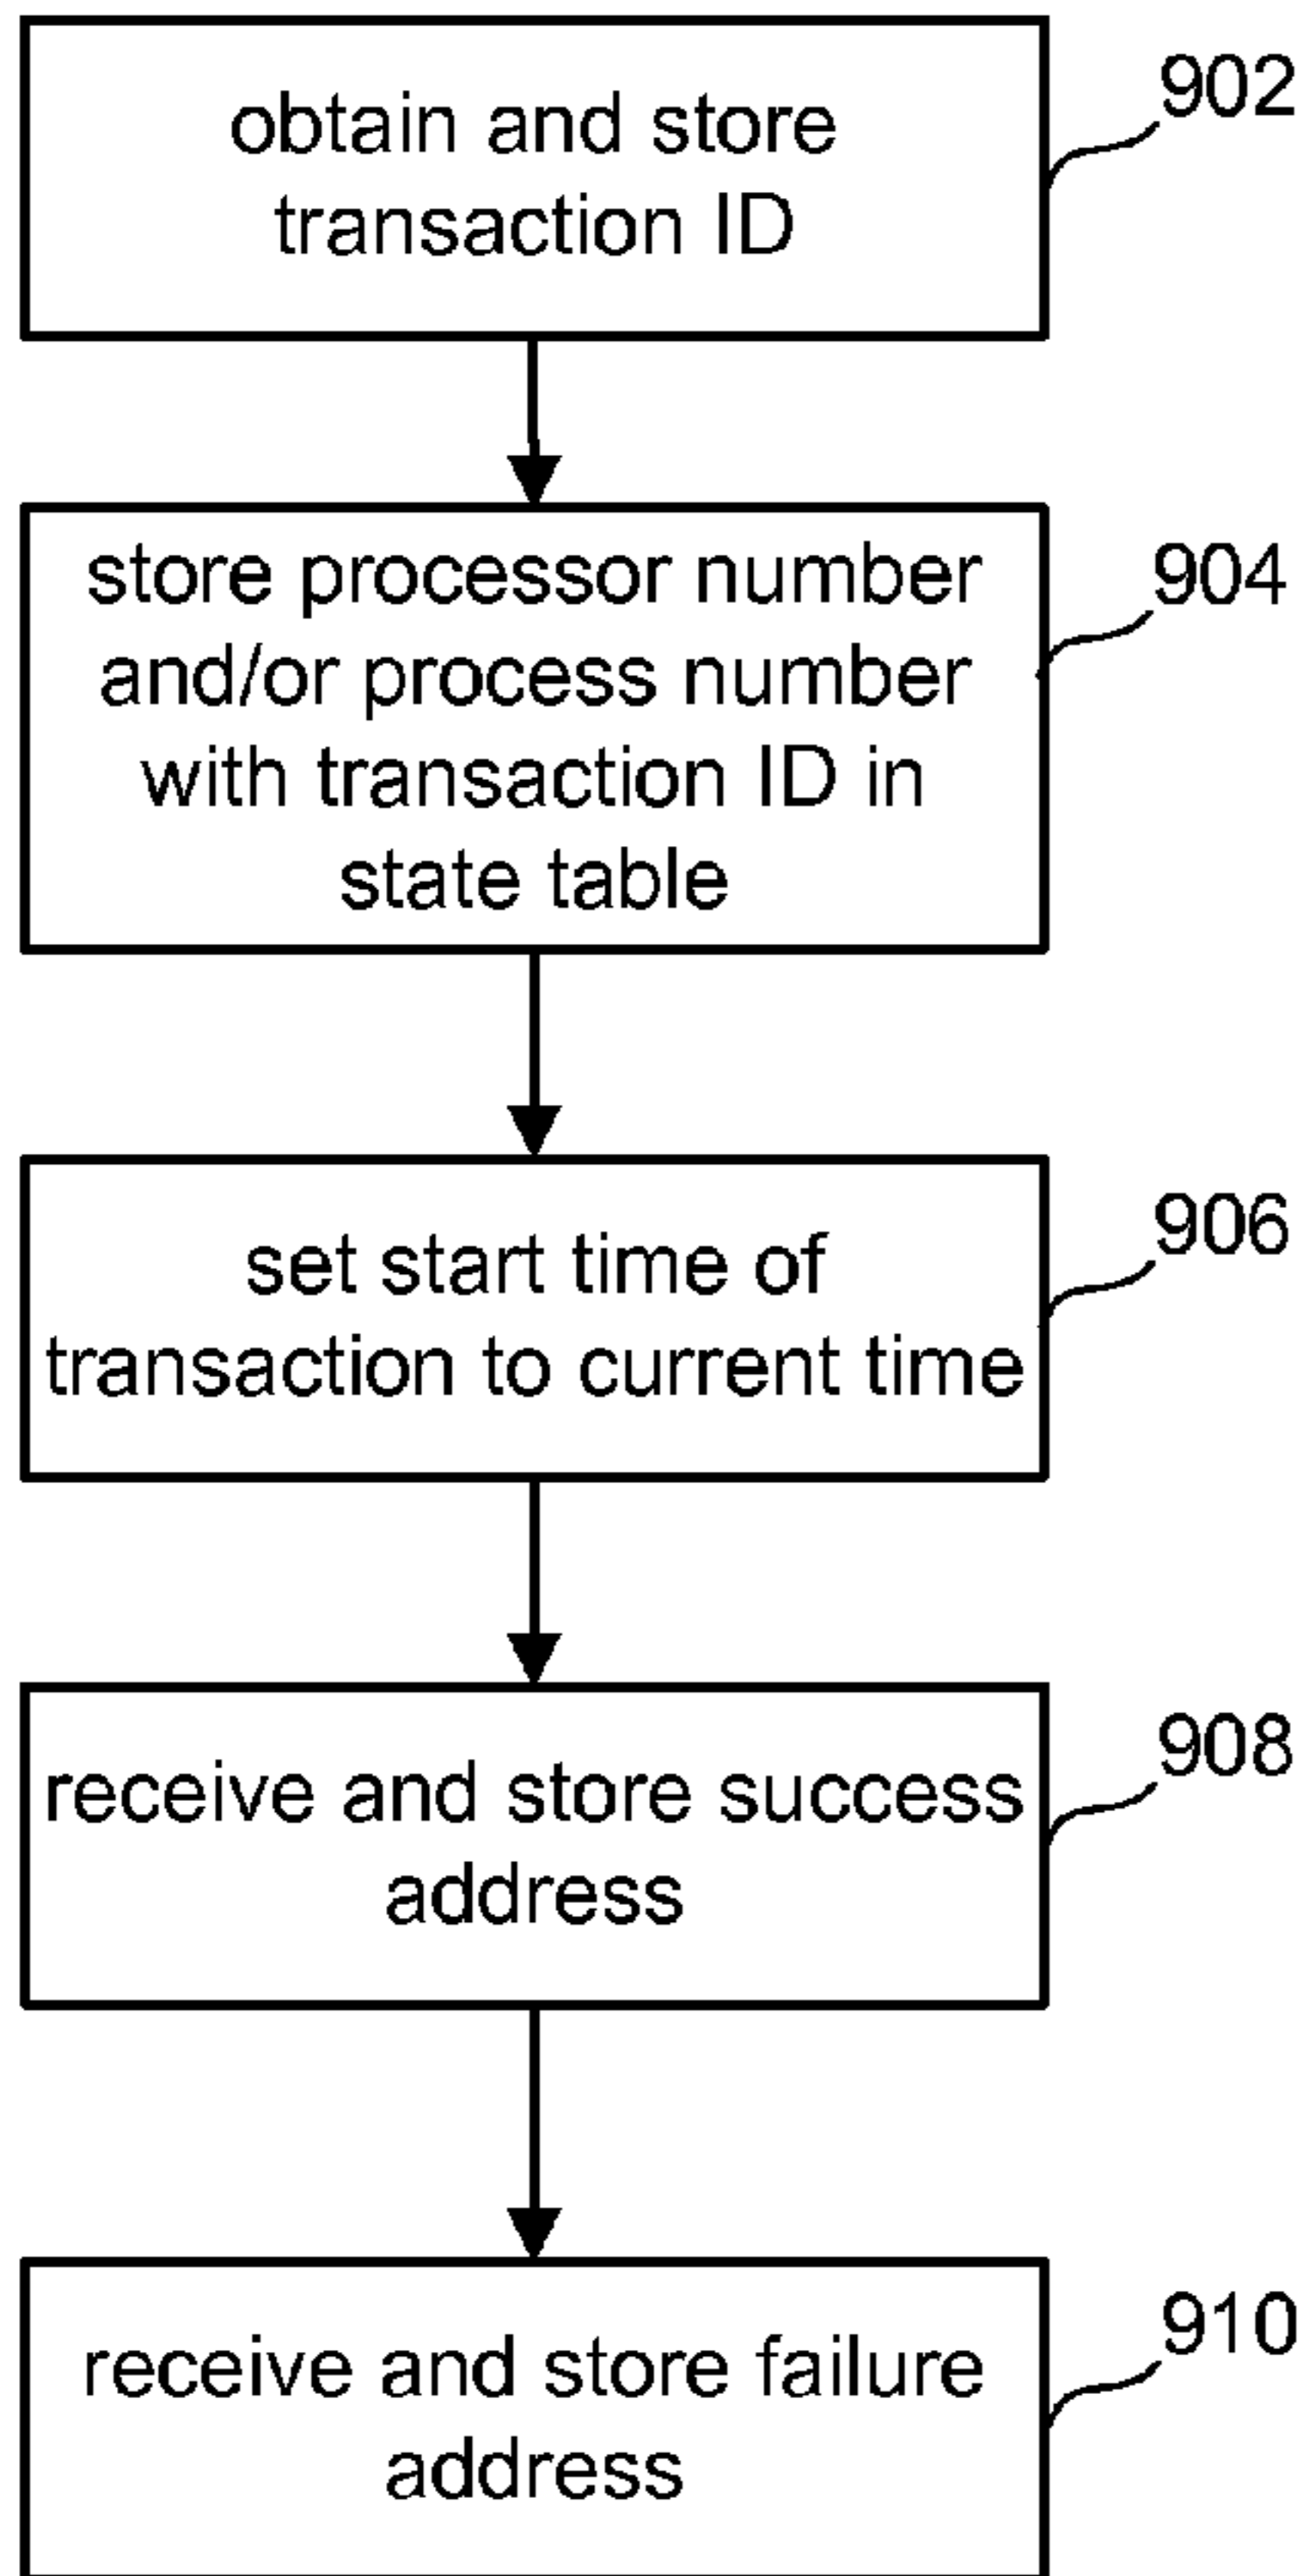 obtain and store
transaction ID
902
store processor number
and/or process number
with transaction ID in
state table
904
set start time of
transaction to current time
906
receive and store success
address
908
receive and store failure
address
910